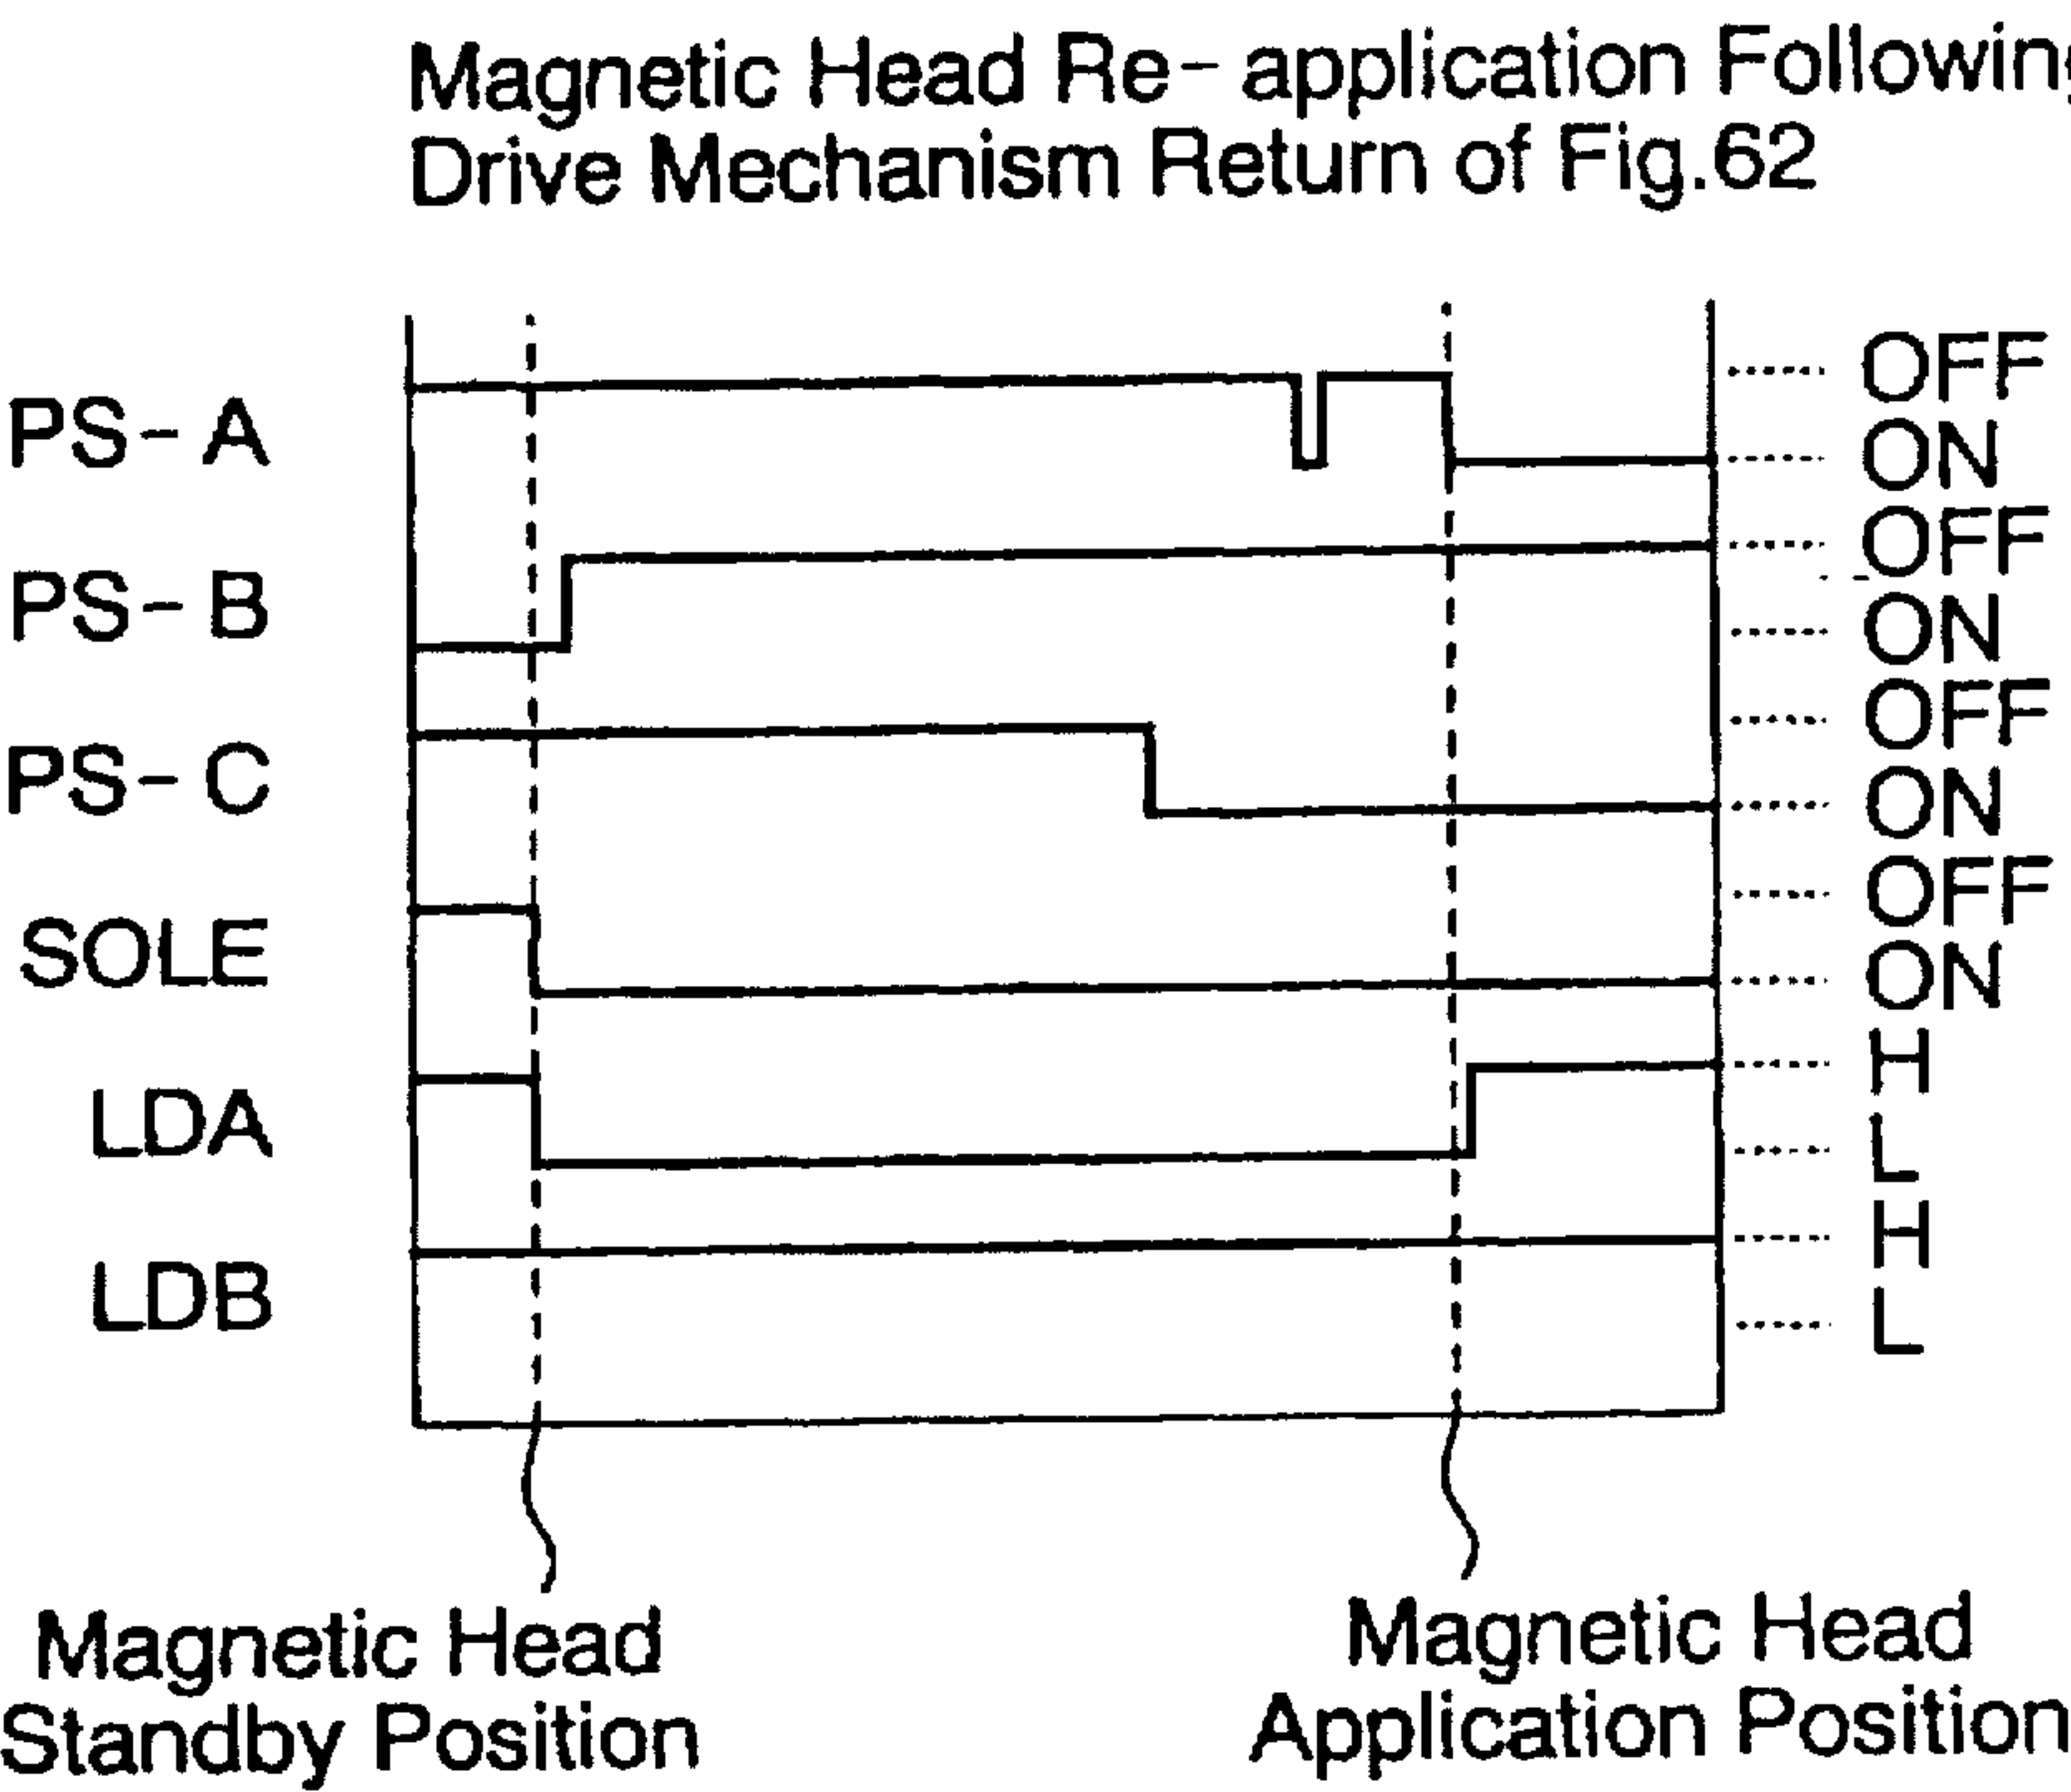 Magnetic Head Re- application Following
Drive Mechanism Return of Fig.62
PS- A
OFF
ON
PS- B
OFF
ON
PS- C
OFF
ON
SOLE
OFF
ON
LDA
H
L
LDB
H
L
Magnetic Head
Standby Position
Magnetic Head
Application Position